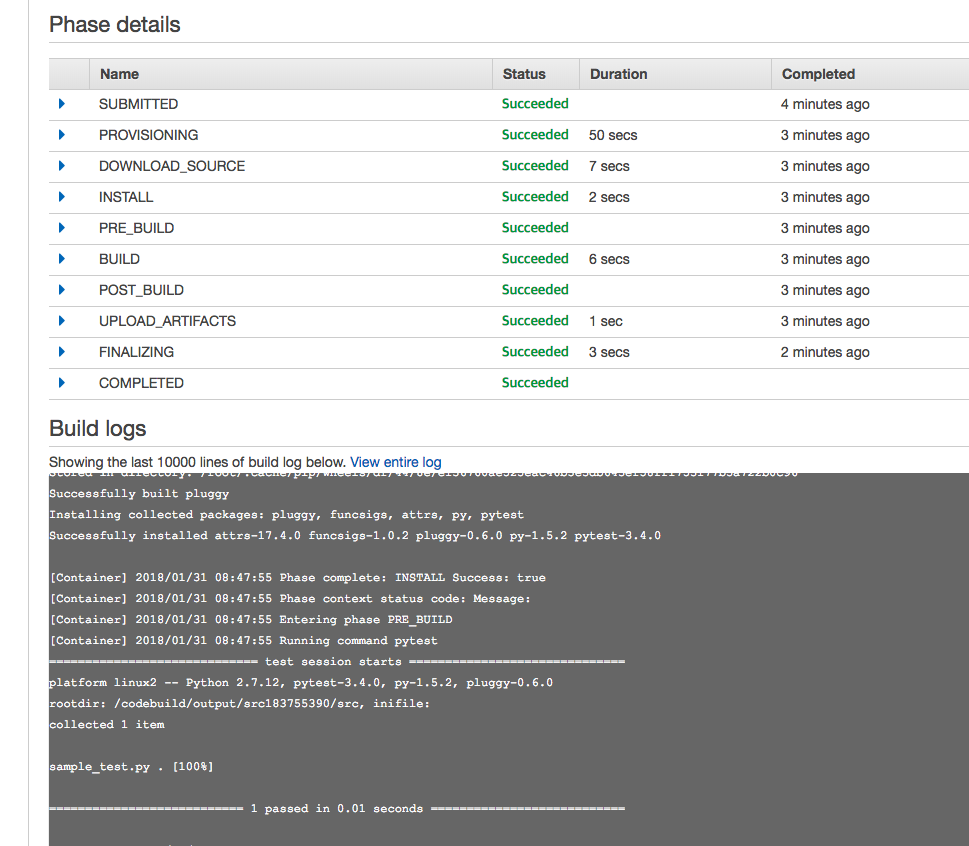 Phase details
Name Status Duration Completed
SUBMITTED Succeeded 4 minutes ago
PROVISIONING Succeeded 50 secs 3 minutes ago
DOWNLOAD_SOURCE Succeeded 7 secs 3 minutes ago
INSTALL Succeeded 2 secs 3 minutes ago
PRE_BUILD Succeeded 3 minutes ago
BUILD Succeeded 6 secs 3 minutes ago
POST_BUILD Succeeded 3 minutes ago
UPLOAD_ARTIFACTS Succeeded 1 sec 3 minutes ago
FINALIZING Succeeded 3 secs 2 minutes ago
COMPLETED Succeeded
Build logs
Showing the last 10000 lines of build log below. View entire log
Stored in directory:
Successfully built pluggy
Installing collected packages: pluggy, funcsigs, attrs, py, pytest
Successfully installed attrs-17.4.0 funcsigs-1.0.2 pluggy-0.6.0 py-1.5.2 pytest-3.4.0
[Container] 2018/01/31 08:47:55 Phase complete: INSTALL Success: true
[Container] 2018/01/31 08:47:55 Phase context status code: Message:
[Container] 2018/01/31 08:47:55 Entering phase PRE_BUILD
[Container] 2018/01/31 08:47:55 Running command pytest
============================= test session starts ==============================
platform linux2 -- Python 2.7.12, pytest-3.4.0, py-1.5.2, pluggy-0.6.0
rootdir: /codebuild/output/src183755390/src, inifile:
collected 1 item
sample_test.py . [100%]
=========================== 1 passed in 0.01 seconds ===========================